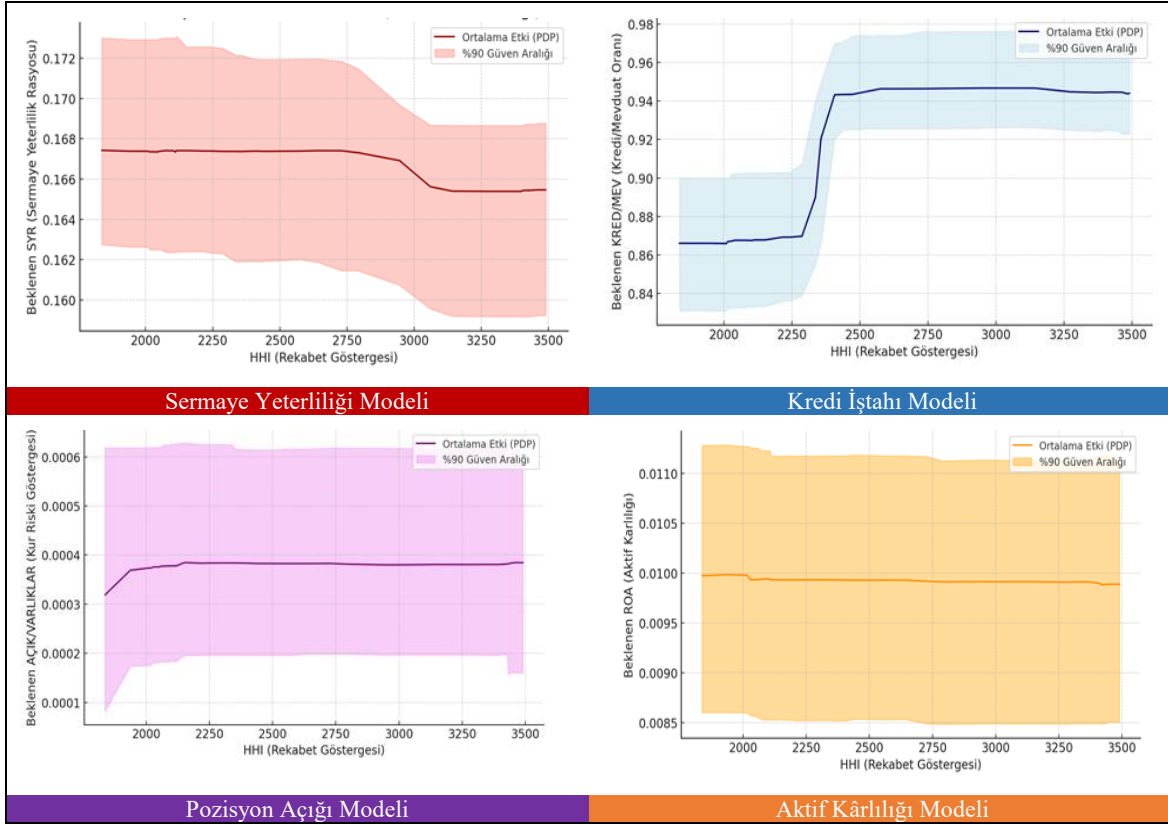 Ortalama Etki (PDP)
%90 Güven Aralığı
Beklenen SYR (Sermaye Yeterlilik Rasyosu)
0.172
0.170
0.168
0.166
0.164
0.162
0.160
2000 2250 2500 2750 3000 3250 3500
HHI (Rekabet Göstergesi)
Sermaye Yeterliliği Modeli
Ortalama Etki (PDP)
%90 Güven Aralığı
Beklenen KRED/MEV (Kredi/Mevduat Oranı)
0.98
0.96
0.94
0.92
0.90
0.88
0.86
0.84
2000 2250 2500 2750 3000 3250 3500
HHI (Rekabet Göstergesi)
Kredi İştahı Modeli
Ortalama Etki (PDP)
%90 Güven Aralığı
Beklenen AÇIK/VARLIKLAR (Kur Riski Göstergesi)
0.0006
0.0005
0.0004
0.0003
0.0002
0.0001
2000 2250 2500 2750 3000 3250 3500
HHI (Rekabet Göstergesi)
Pozisyon Açığı Modeli
Ortalama Etki (PDP)
%90 Güven Aralığı
Beklenen ROA (Aktif Karlılığı)
0.0110
0.0105
0.0100
0.0095
0.0090
0.0085
2000 2250 2500 2750 3000 3250 3500
HHI (Rekabet Göstergesi)
Aktif Kârlılığı Modeli